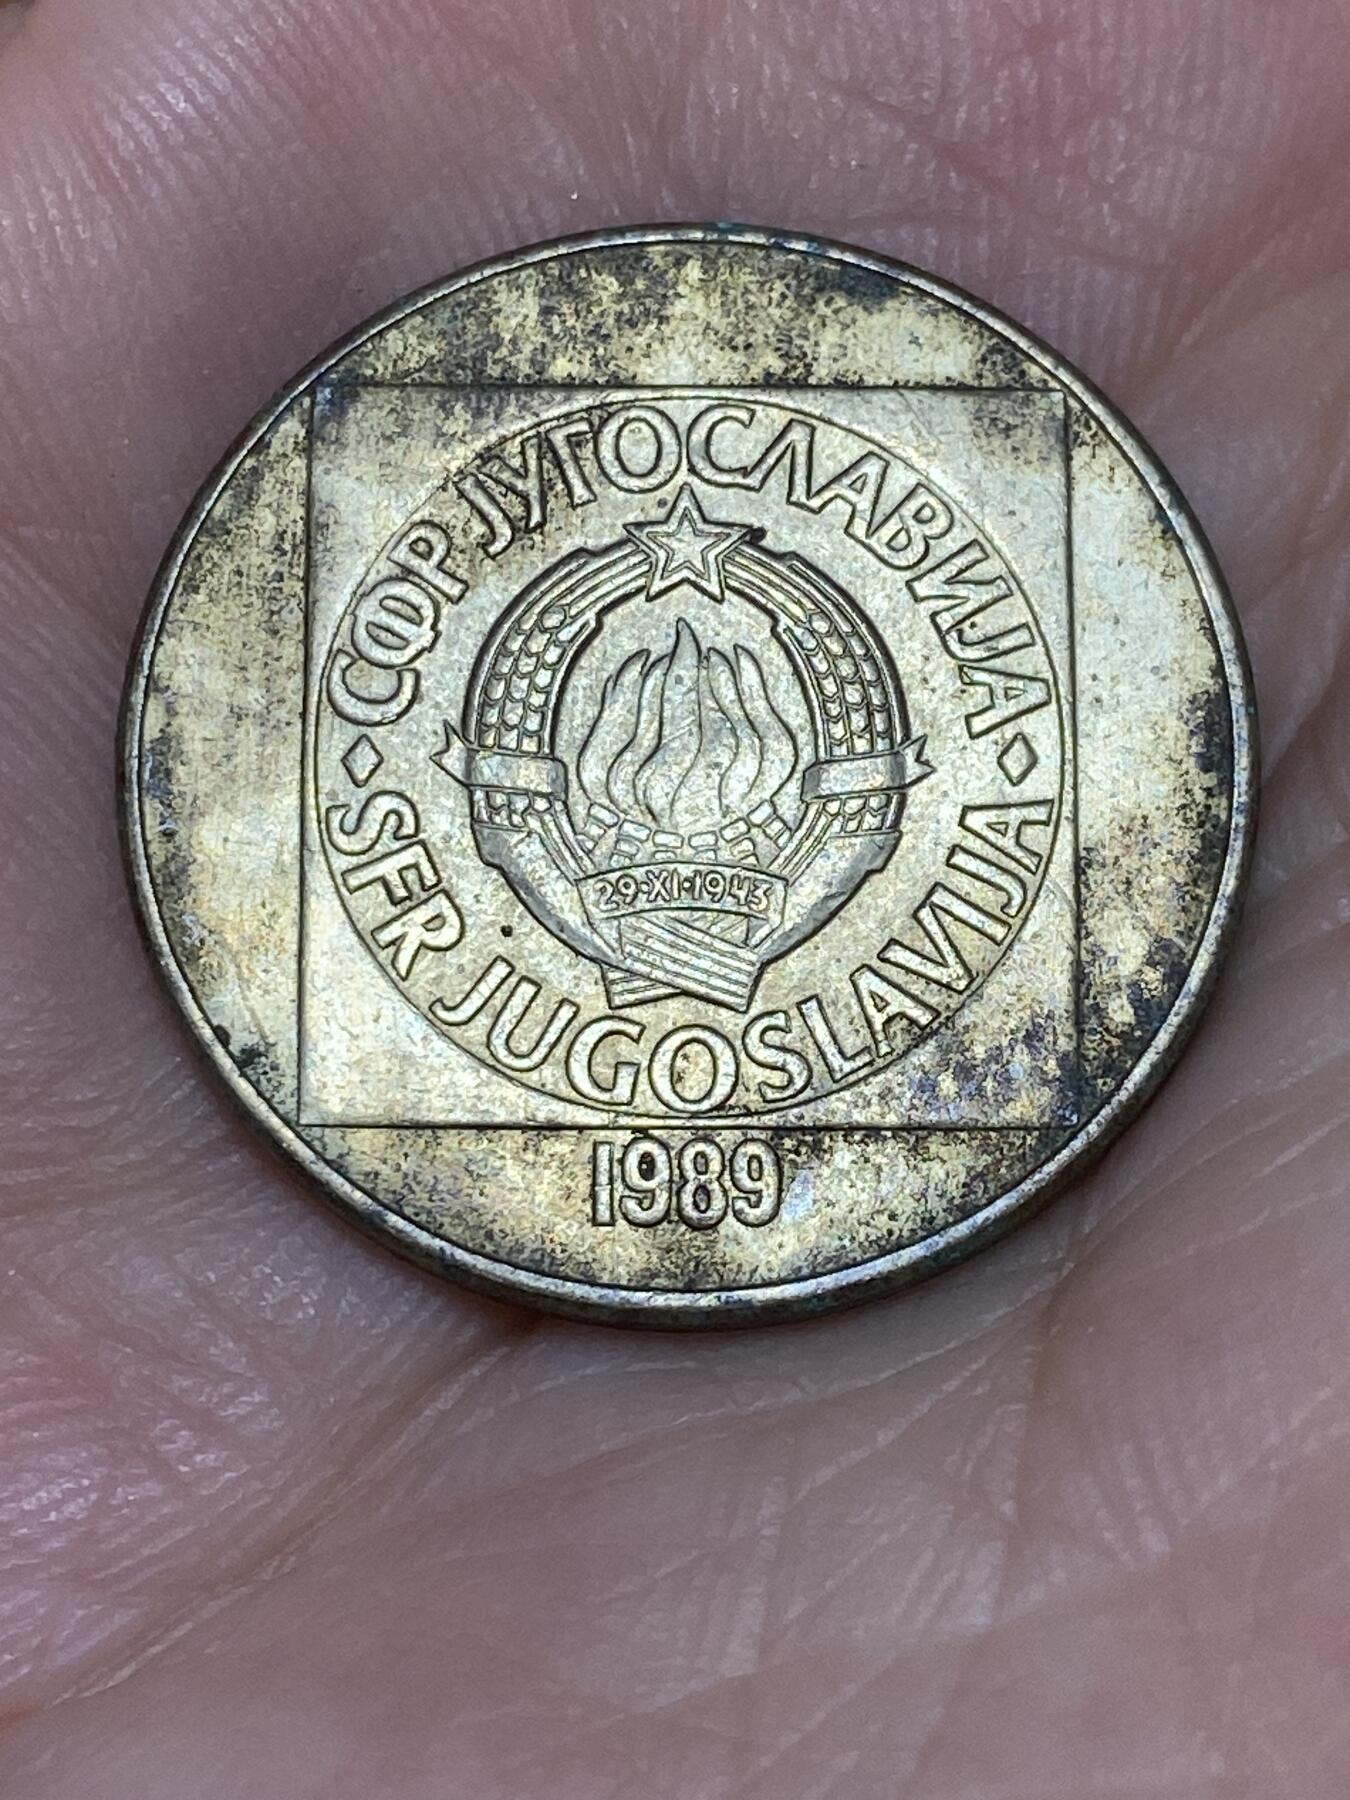 СФР ЈУГОСЛАВИЈА
29·XI·1943
SFR JUGOSLAVIJA
1989